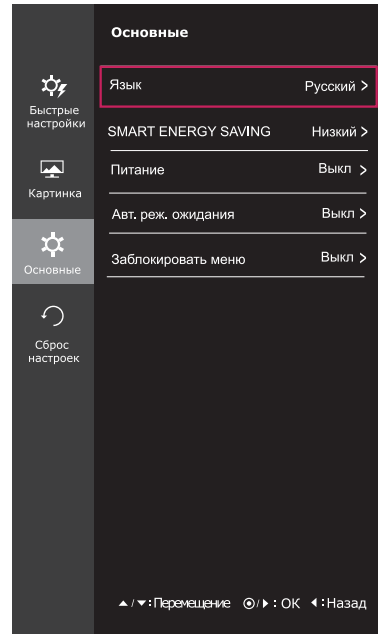 Основные
Быстрые
настройки
Картинка
Основные
Сброс
настроек
Язык Русский >
SMART ENERGY SAVING Низкий >
Питание Выкл >
Авт. реж. ожидания Выкл >
Заблокировать меню Выкл >
▲/▼:Перемещение ⦿/▶: OK ◀:Назад